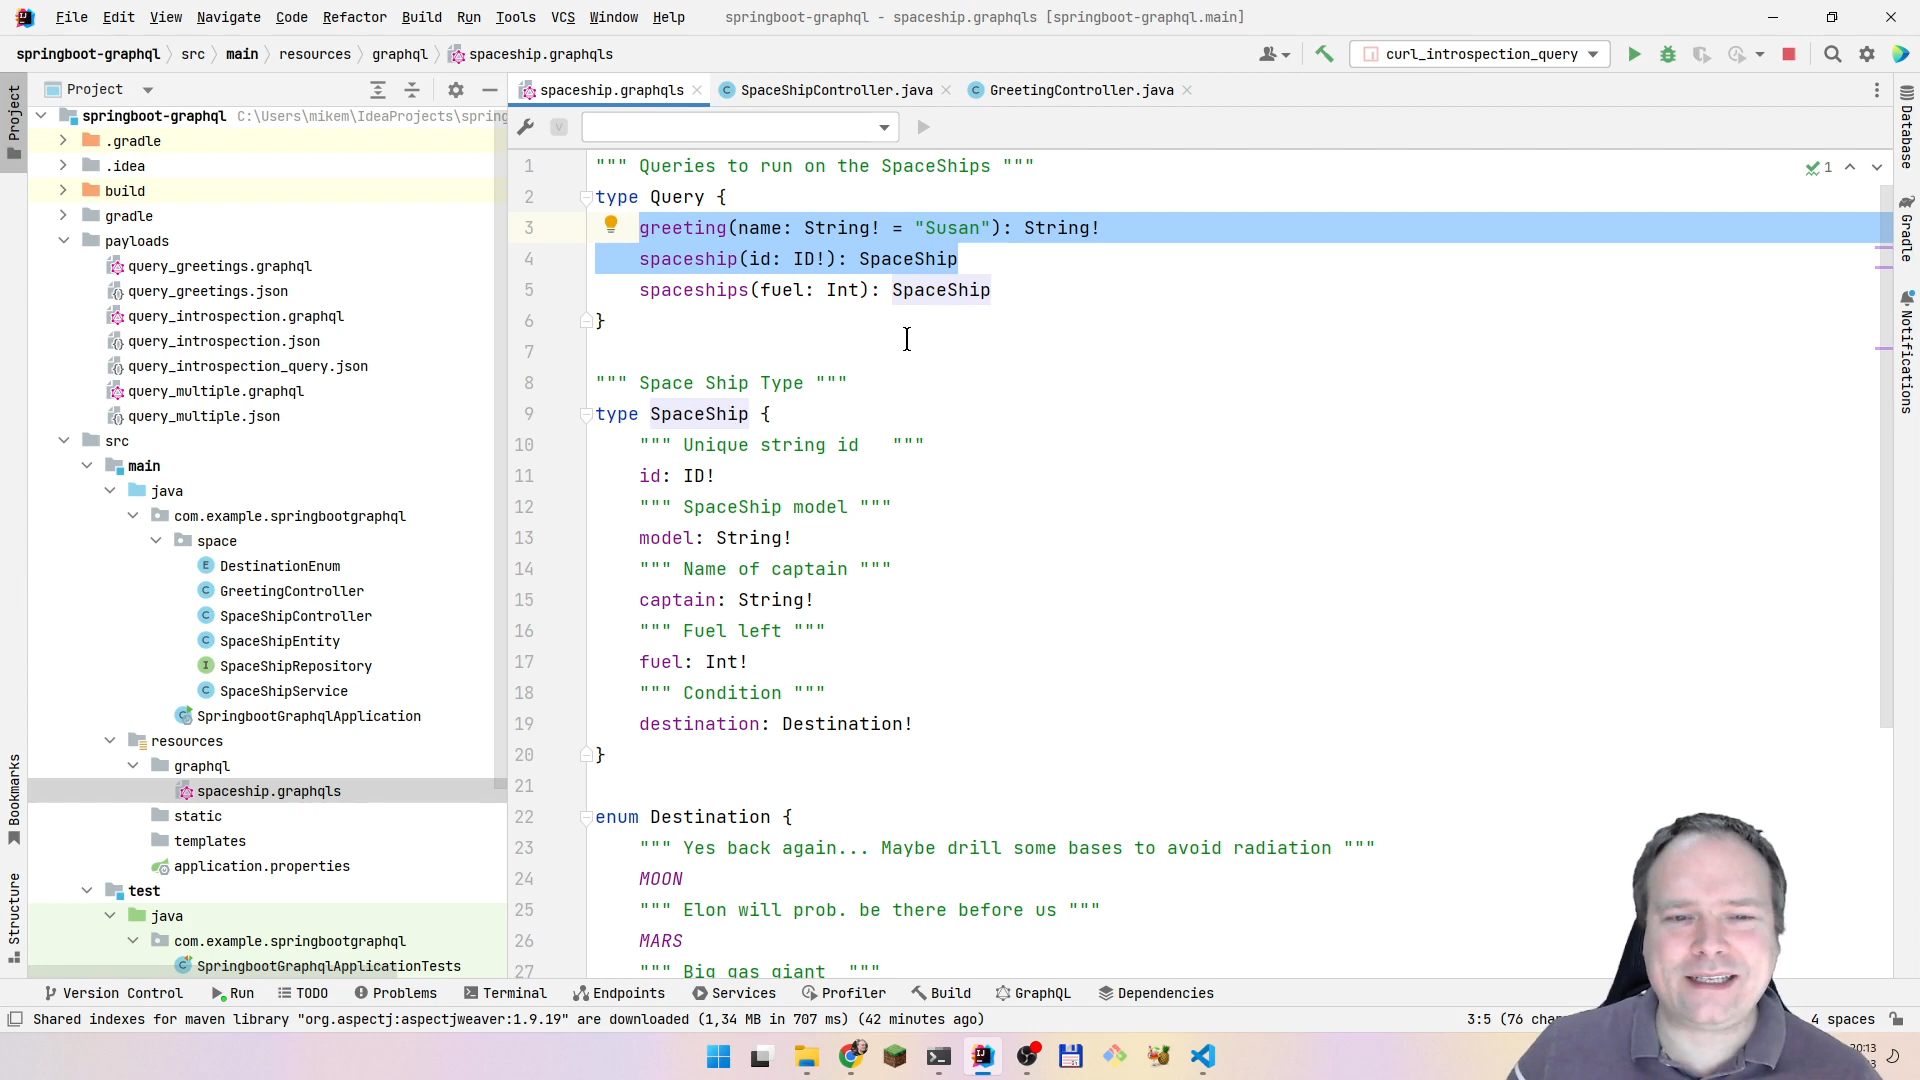 File Edit View Navigate Code Refactor Build Run Tools VCS Window Help springboot-graphql - spaceship.graphqls [springboot-graphql.main]
springboot-graphql src main resources graphql spaceship.graphqls curl_introspection_query
Project
spaceship.graphqls SpaceShipController.java GreetingController.java
Project
springboot-graphql C:\Users\mikem\IdeaProjects\spring
.gradle
.idea
build
gradle
payloads
query_greetings.graphql
query_greetings.json
query_introspection.graphql
query_introspection.json
query_introspection_query.json
query_multiple.graphql
query_multiple.json
src
main
java
com.example.springbootgraphql
space
DestinationEnum
GreetingController
SpaceShipController
SpaceShipEntity
SpaceShipRepository
SpaceShipService
SpringbootGraphqlApplication
resources
graphql
spaceship.graphqls
static
templates
application.properties
test
java
com.example.springbootgraphql
SpringbootGraphqlApplicationTests
Bookmarks
Structure
1 """ Queries to run on the SpaceShips """
2 type Query {
3 greeting(name: String! = "Susan"): String!
4 spaceship(id: ID!): SpaceShip
5 spaceships(fuel: Int): SpaceShip
6 }
7
8 """ Space Ship Type """
9 type SpaceShip {
10 """ Unique string id """
11 id: ID!
12 """ SpaceShip model """
13 model: String!
14 """ Name of captain """
15 captain: String!
16 """ Fuel left """
17 fuel: Int!
18 """ Condition """
19 destination: Destination!
20 }
21
22 enum Destination {
23 """ Yes back again... Maybe drill some bases to avoid radiation """
24 MOON
25 """ Elon will prob. be there before us """
26 MARS
27 """ Big gas giant """
1
Database
Gradle
Notifications
Version Control Run TODO Problems Terminal Endpoints Services Profiler Build GraphQL Dependencies
Shared indexes for maven library "org.aspectj:aspectjweaver:1.9.19" are downloaded (1,34 MB in 707 ms) (42 minutes ago) 3:5 (76 4 spaces